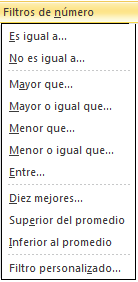 Filtros de número
Es igual a...
No es igual a...
Mayor que...
Mayor o igual que...
Menor que...
Menor o igual que...
Entre...
Diez mejores...
Superior del promedio
Inferior al promedio
Filtro personalizado...